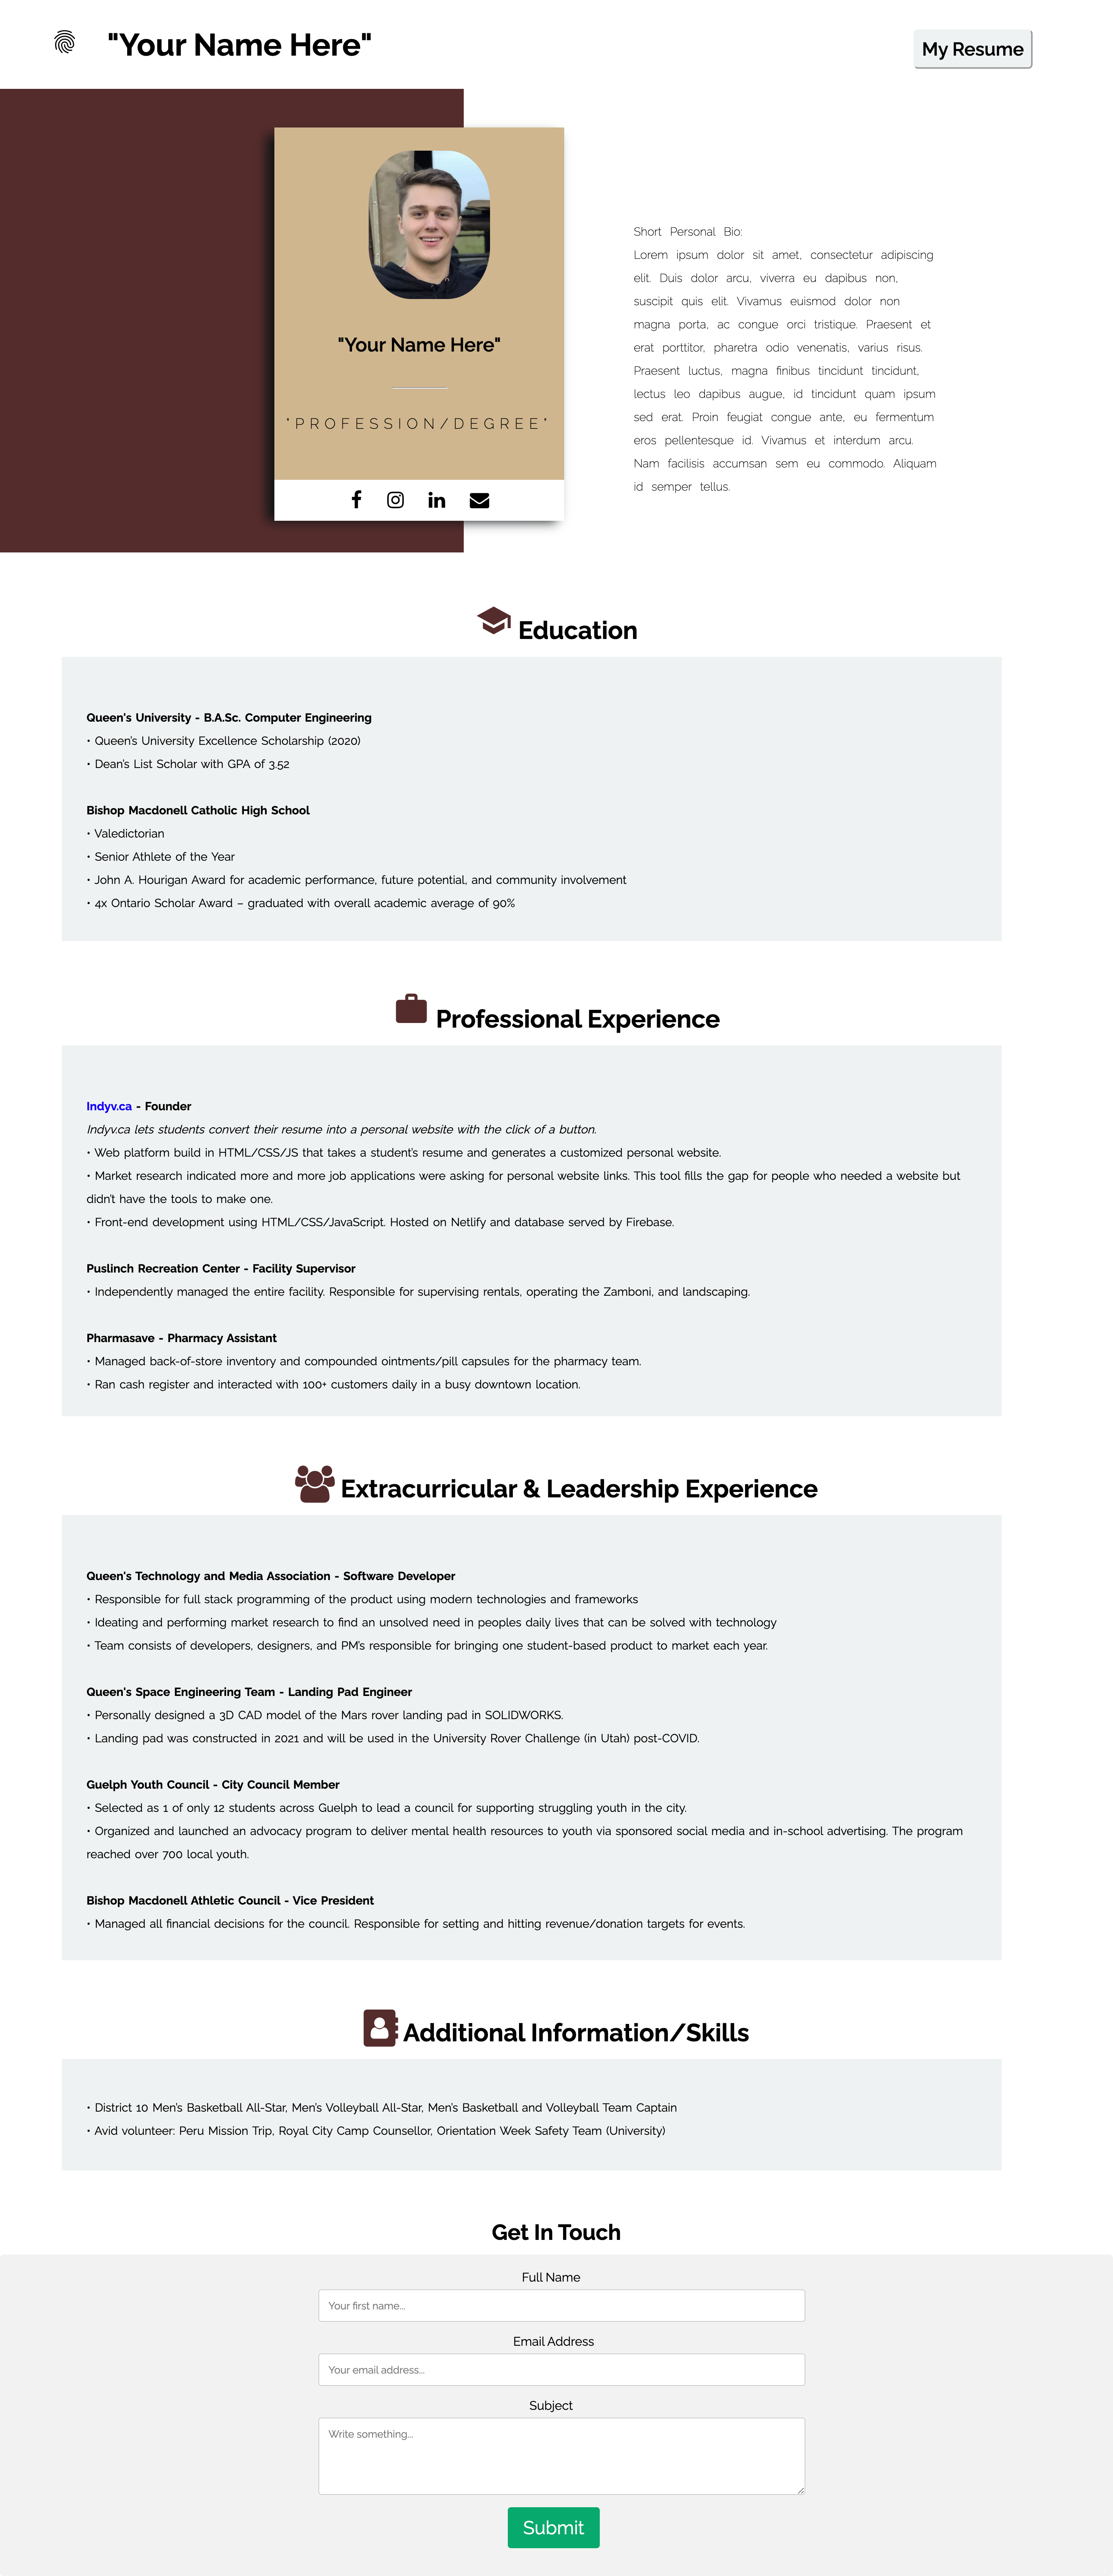 "Your Name Here"
My Resume
"Your Name Here"
"PROFESSION/DEGREE"
Short Personal Bio:
Lorem ipsum dolor sit amet, consectetur adipiscing
elit. Duis dolor arcu, viverra eu dapibus non,
suscipit quis elit. Vivamus euismod dolor non
magna porta, ac congue orci tristique. Praesent et
erat porttitor, pharetra odio venenatis, varius risus.
Praesent luctus, magna finibus tincidunt tincidunt,
lectus leo dapibus augue, id tincidunt quam ipsum
sed erat. Proin feugiat congue ante, eu fermentum
eros pellentesque id. Vivamus et interdum arcu.
Nam facilisis accumsan sem eu commodo. Aliquam
id semper tellus.
Education
Queen's University - B.A.Sc. Computer Engineering
• Queen's University Excellence Scholarship (2020)
• Dean's List Scholar with GPA of 3.52
Bishop Macdonell Catholic High School
• Valedictorian
• Senior Athlete of the Year
• John A. Hourigan Award for academic performance, future potential, and community involvement
• 4x Ontario Scholar Award – graduated with overall academic average of 90%
Professional Experience
Indyv.ca - Founder
Indyv.ca lets students convert their resume into a personal website with the click of a button.
• Web platform build in HTML/CSS/JS that takes a student's resume and generates a customized personal website.
• Market research indicated more and more job applications were asking for personal website links. This tool fills the gap for people who needed a website but
didn't have the tools to make one.
• Front-end development using HTML/CSS/JavaScript. Hosted on Netlify and database served by Firebase.
Puslinch Recreation Center - Facility Supervisor
• Independently managed the entire facility. Responsible for supervising rentals, operating the Zamboni, and landscaping.
Pharmasave - Pharmacy Assistant
• Managed back-of-store inventory and compounded ointments/pill capsules for the pharmacy team.
• Ran cash register and interacted with 100+ customers daily in a busy downtown location.
Extracurricular & Leadership Experience
Queen's Technology and Media Association - Software Developer
• Responsible for full stack programming of the product using modern technologies and frameworks
• Ideating and performing market research to find an unsolved need in peoples daily lives that can be solved with technology
• Team consists of developers, designers, and PM's responsible for bringing one student-based product to market each year.
Queen's Space Engineering Team - Landing Pad Engineer
• Personally designed a 3D CAD model of the Mars rover landing pad in SOLIDWORKS.
• Landing pad was constructed in 2021 and will be used in the University Rover Challenge (in Utah) post-COVID.
Guelph Youth Council - City Council Member
• Selected as 1 of only 12 students across Guelph to lead a council for supporting struggling youth in the city.
• Organized and launched an advocacy program to deliver mental health resources to youth via sponsored social media and in-school advertising. The program
reached over 700 local youth.
Bishop Macdonell Athletic Council - Vice President
• Managed all financial decisions for the council. Responsible for setting and hitting revenue/donation targets for events.
Additional Information/Skills
• District 10 Men's Basketball All-Star, Men's Volleyball All-Star, Men's Basketball and Volleyball Team Captain
• Avid volunteer: Peru Mission Trip, Royal City Camp Counsellor, Orientation Week Safety Team (University)
Get In Touch
Full Name
Your first name...
Email Address
Your email address...
Subject
Write something...
Submit